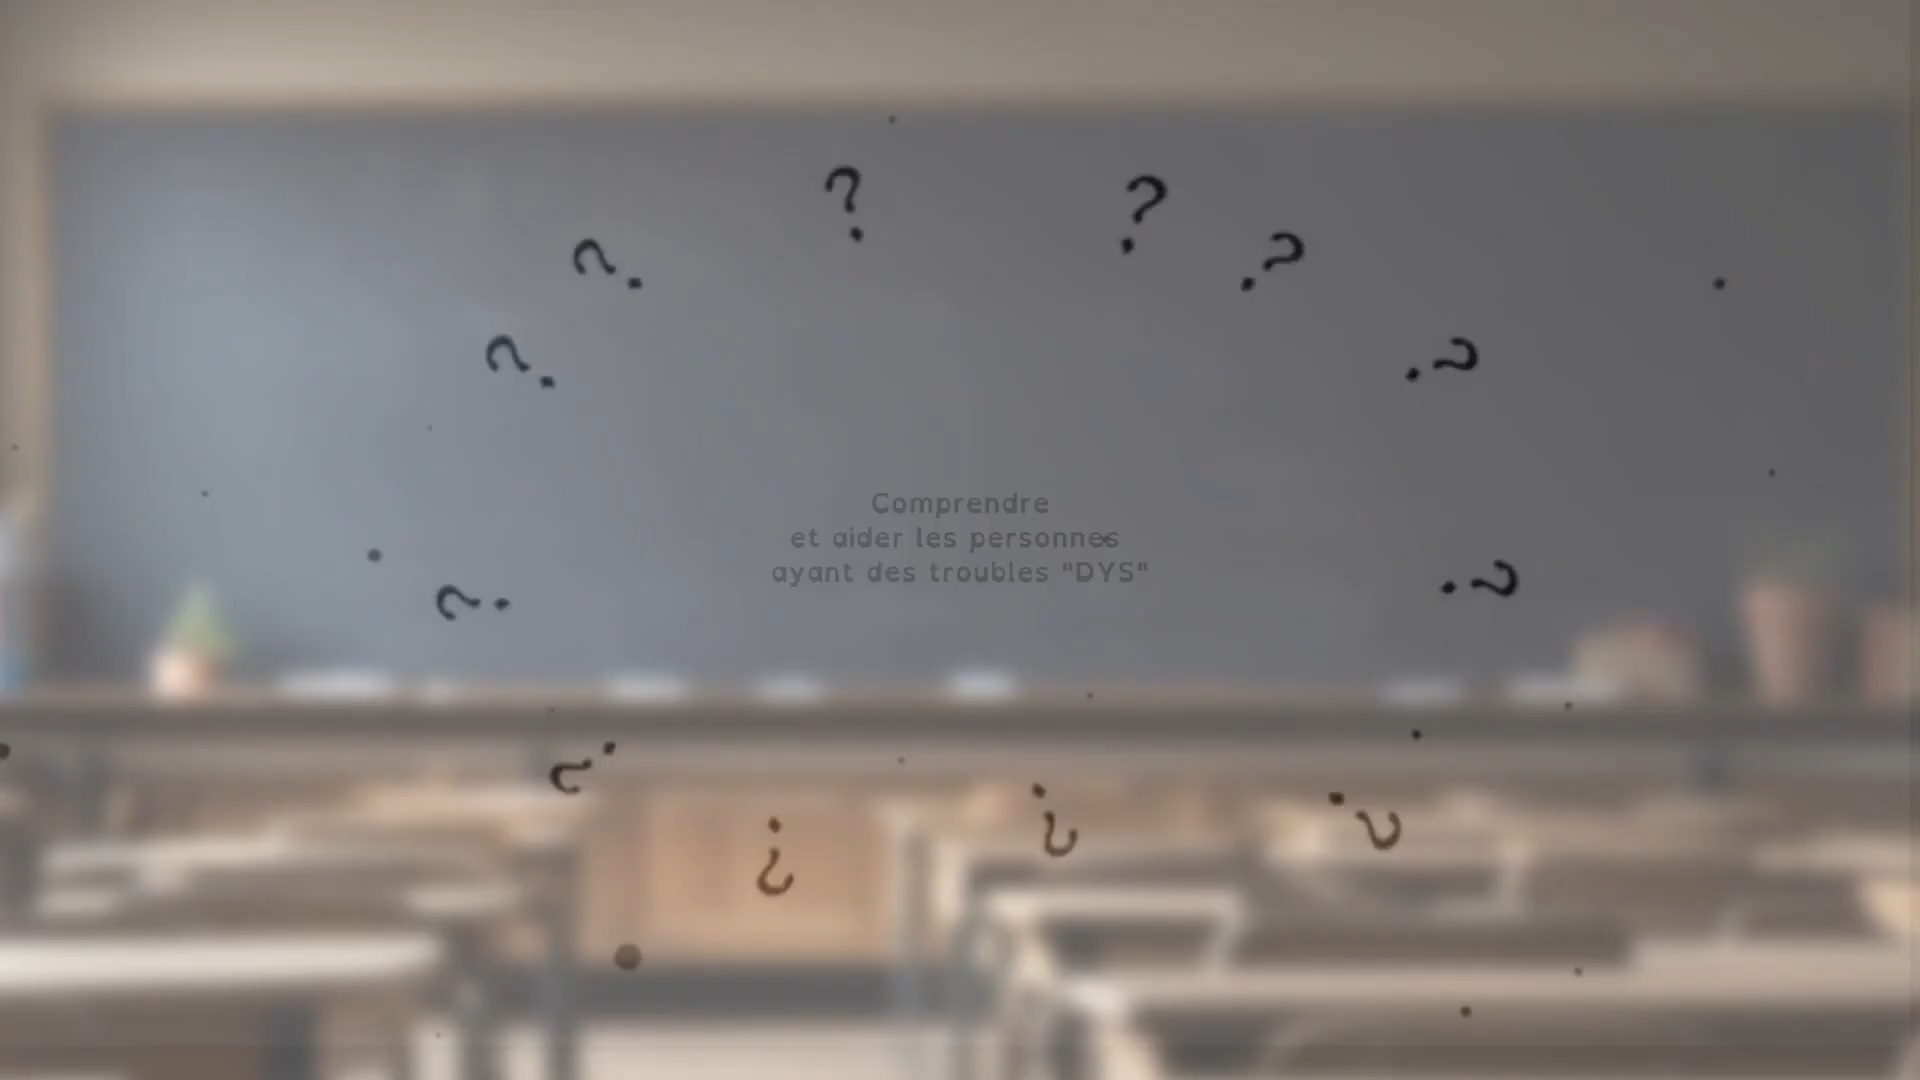 Comprendre
et aider les personnes
ayant des troubles "DYS"
? ? ? ? ? ? ? ? ? ? ? ?